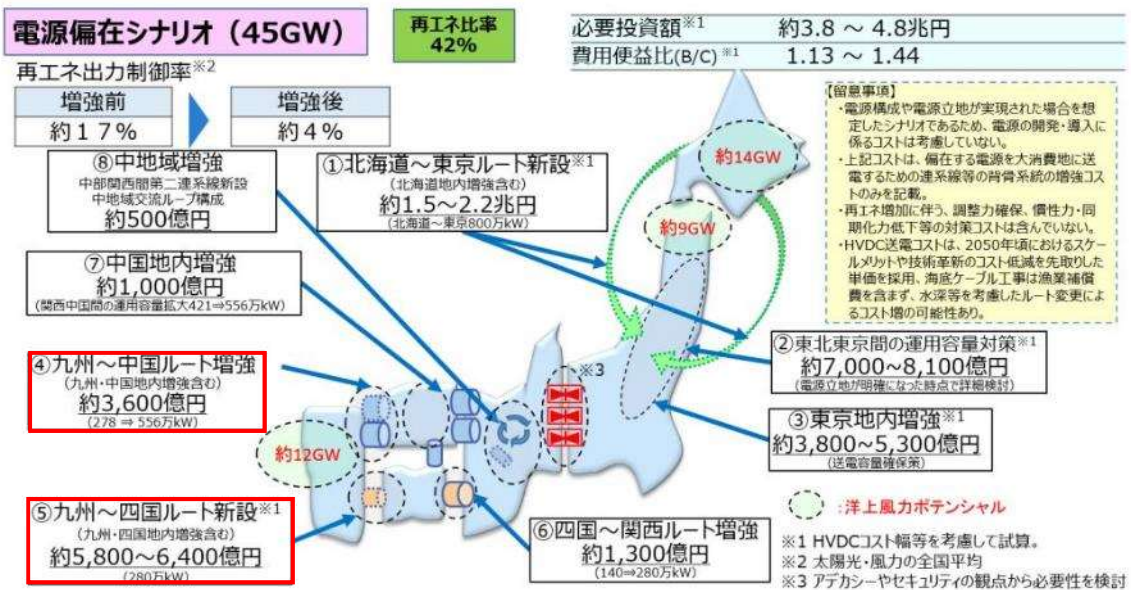 電源偏在シナリオ（45GW）
再エネ比率
42%
必要投資額※1 約3.8 ～ 4.8兆円
費用便益比(B/C)※1 1.13 ～ 1.44
再エネ出力制御率※2
増強前
約17%
増強後
約4%
【留意事項】
・電源構成や電源立地が実現された場合を想
定したシナリオであるため、電源の開発・導入に
係るコストは考慮していない。
・上記コストは、偏在する電源を大消費地に送
電するための連系線等の背骨系統の増強コス
トのみを記載。
・再エネ増加に伴う、調整力確保、慣性力・同
期化力低下等の対策コストは含んでいない。
・HVDC送電コストは、2050年頃におけるスケー
ルメリットや技術革新のコスト低減を先取りした
単価を採用、海底ケーブル工事は漁業補償
費を含まず、水深等を考慮したルート変更によ
るコスト増の可能性あり。
⑧中地域増強
中部関西間第二連系線新設
中地域交流ループ構成
約500億円
①北海道～東京ルート新設※1
(北海道地内増強含む)
約1.5～2.2兆円
(北海道～東京800万kW)
約14GW
約9GW
⑦中国地内増強
約1,000億円
(関西中国間の運用容量拡大421⇒556万kW)
②東北東京間の運用容量対策※1
約7,000～8,100億円
(電源立地が明確になった時点で詳細検討)
④九州～中国ルート増強
(九州・中国地内増強含む)
約3,600億円
(278 ⇒ 556万kW)
※3
③東京地内増強※1
約3,800～5,300億円
(送電容量確保策)
約12GW
⑤九州～四国ルート新設※1
(九州・四国地内増強含む)
約5,800～6,400億円
(280万kW)
⑥四国～関西ルート増強
約1,300億円
(140⇒280万kW)
：洋上風力ポテンシャル
※1 HVDCコスト幅等を考慮して試算。
※2 太陽光・風力の全国平均
※3 アデカシーやセキュリティの観点から必要性を検討